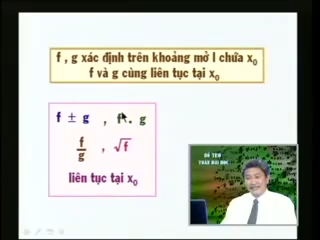 f , g xác định trên khoảng mở I chứa x₀
f và g cùng liên tục tại x₀
f ± g , f . g
f/g , √f
liên tục tại x₀